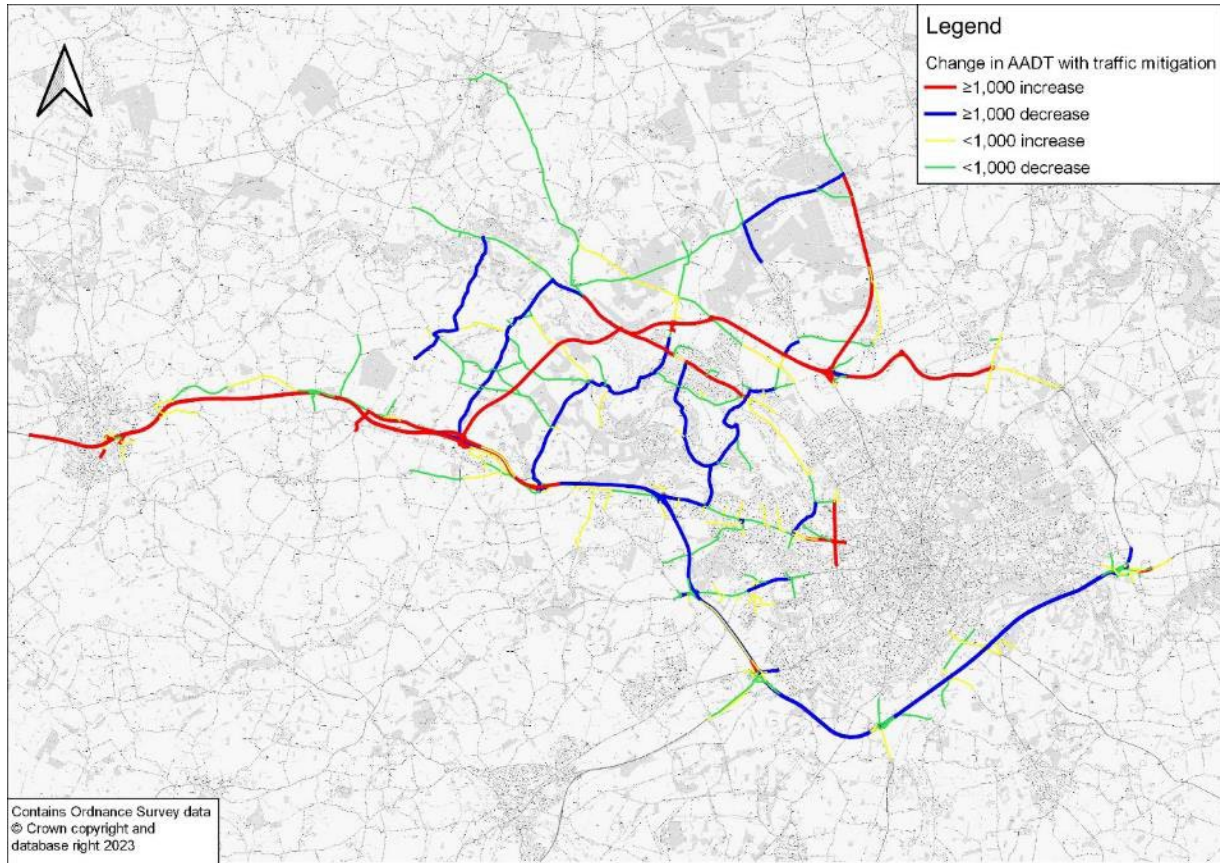 Legend
Change in AADT with traffic mitigation
≥1,000 increase
≥1,000 decrease
<1,000 increase
<1,000 decrease
Contains Ordnance Survey data
© Crown copyright and
database right 2023